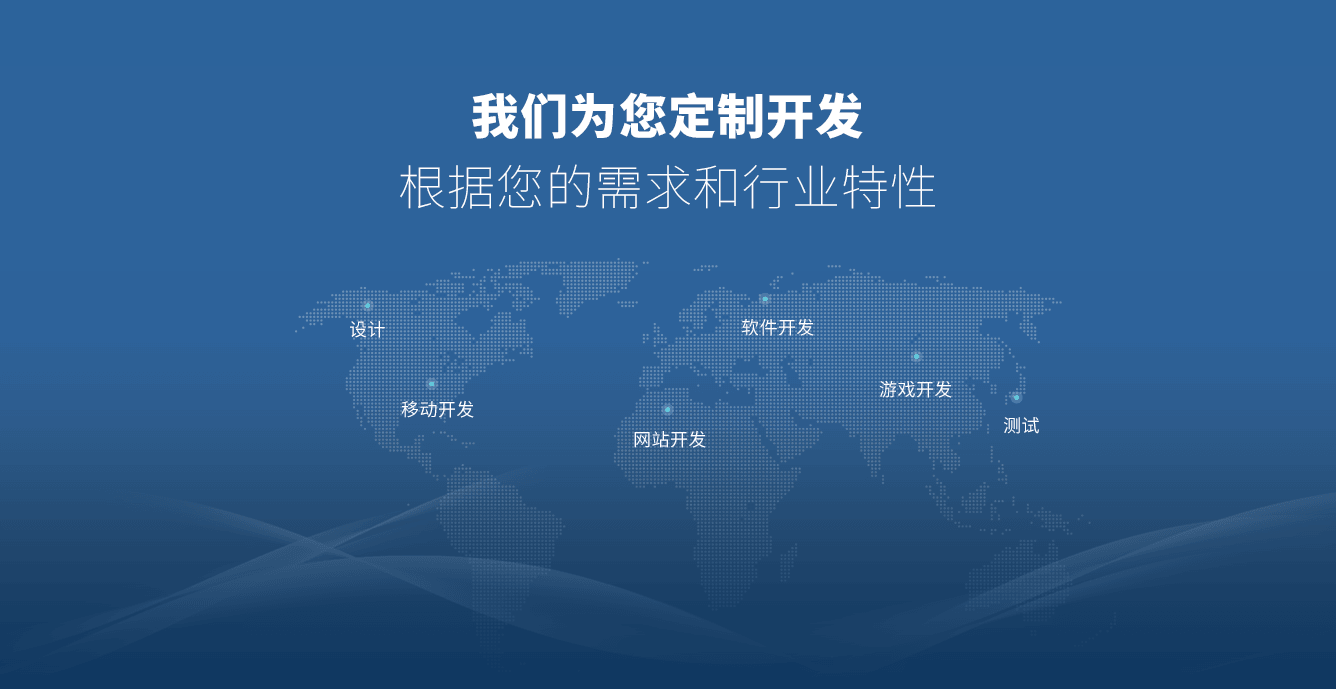 我们为您定制开发
根据您的需求和行业特性
设计
软件开发
游戏开发
移动开发
测试
网站开发